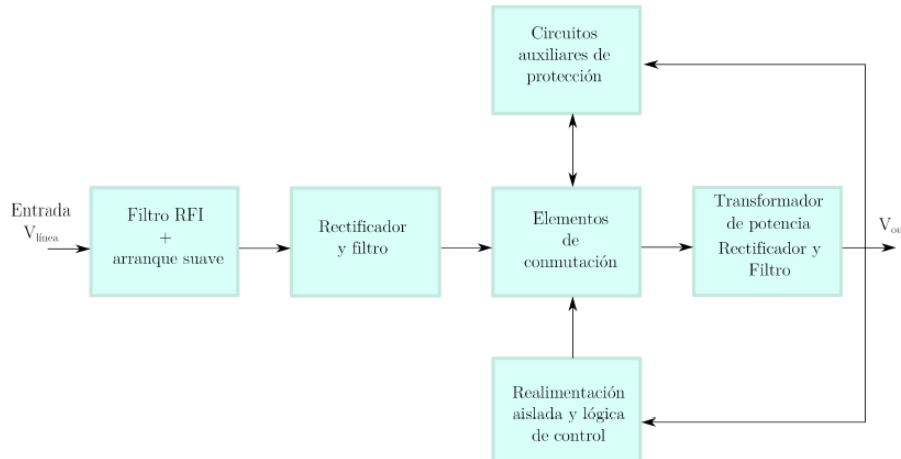 Circuitos
auxiliares de
protección
Entrada
V_línea
Filtro RFI
+
arranque suave
Rectificador
y filtro
Elementos
de
conmutación
Transformador
de potencia
Rectificador y
Filtro
V_ou
Realimentación
aislada y lógica
de control